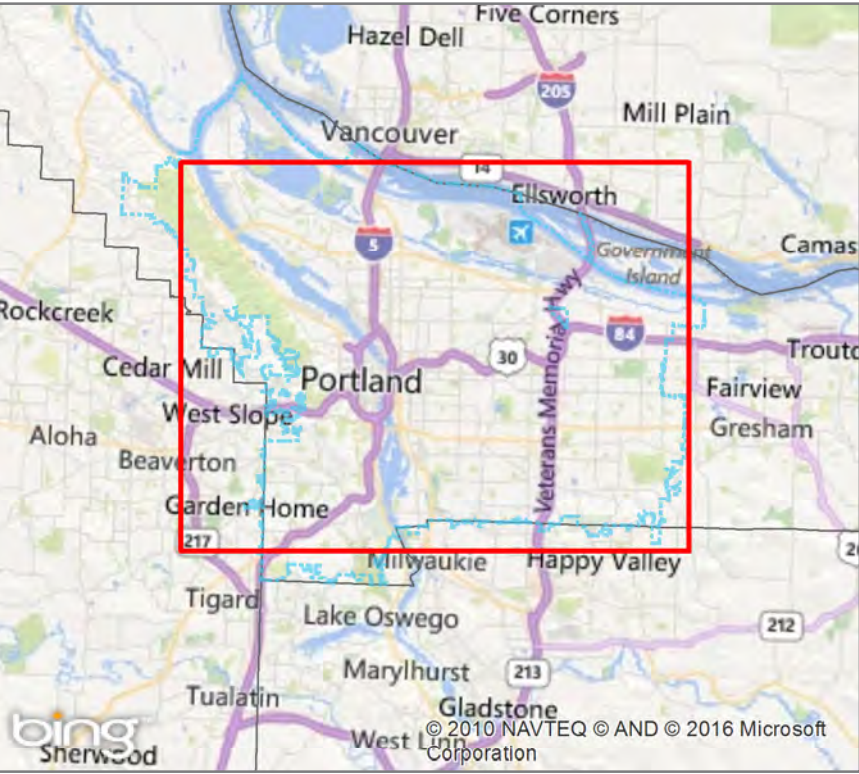 Five Corners
Hazel Dell
205
Mill Plain
Vancouver
14
Ellsworth
5
Government
Island
Camas
Rockcreek
Veterans Memorial Hwy
84
30
Cedar Mill
Portland
Troutd
Fairview
West Slope
Gresham
Aloha
Beaverton
Garden Home
217
2
Milwaukie
Happy Valley
Tigard
Lake Oswego
212
Marylhurst
213
Tualatin
Gladstone
bing
© 2010 NAVTEQ © AND © 2016 Microsoft
Corporation
West Linn
Sherwood